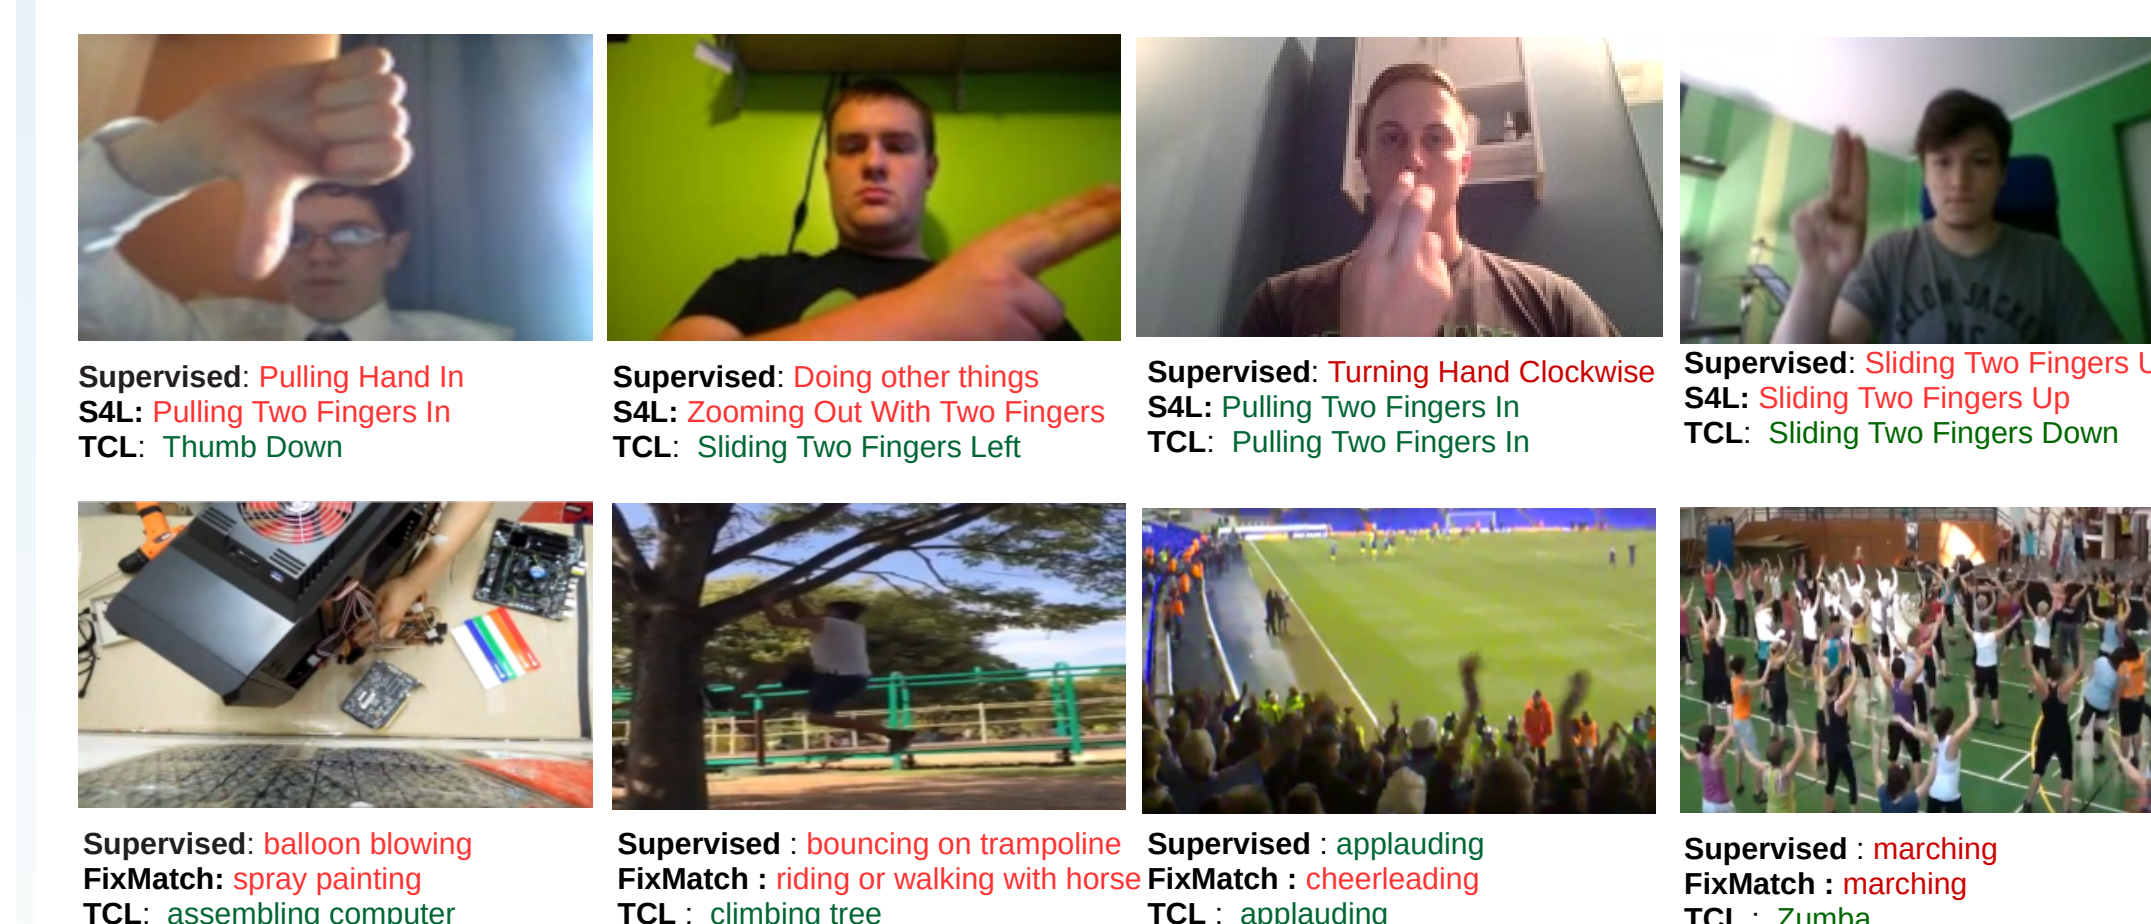 Supervised: Pulling Hand In
S4L: Pulling Two Fingers In
TCL: Thumb Down
Supervised: Doing other things
S4L: Zooming Out With Two Fingers
TCL: Sliding Two Fingers Left
Supervised: Turning Hand Clockwise
S4L: Pulling Two Fingers In
TCL: Pulling Two Fingers In
Supervised: Sliding Two Fingers
S4L: Sliding Two Fingers Up
TCL: Sliding Two Fingers Down
Supervised: balloon blowing
FixMatch: spray painting
TCL: assembling computer
Supervised : bouncing on trampoline
FixMatch : riding or walking with horse
TCL : climbing tree
Supervised : applauding
FixMatch : cheerleading
TCL : applauding
Supervised : marching
FixMatch : marching
TCL : Zumba